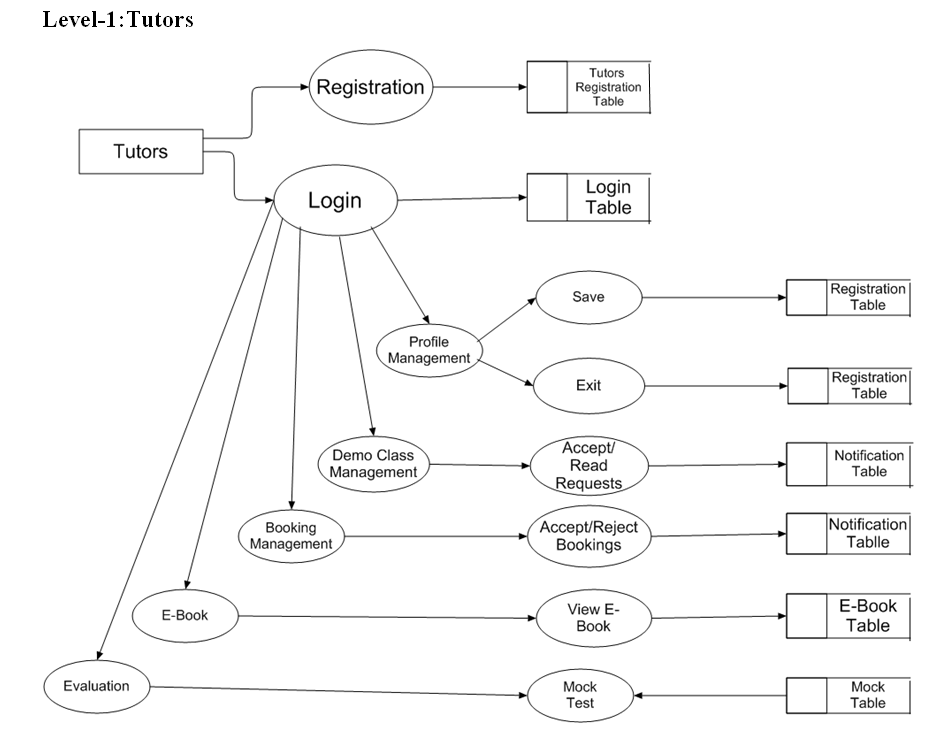 Level-1:Tutors
Registration
Tutors
Registration
Table
Tutors
Login
Login
Table
Save
Registration
Table
Profile
Management
Exit
Registration
Table
Demo Class
Management
Accept/
Read
Requests
Notification
Table
Booking
Management
Accept/Reject
Bookings
Notification
Tablle
E-Book
View E-
Book
E-Book
Table
Evaluation
Mock
Test
Mock
Table